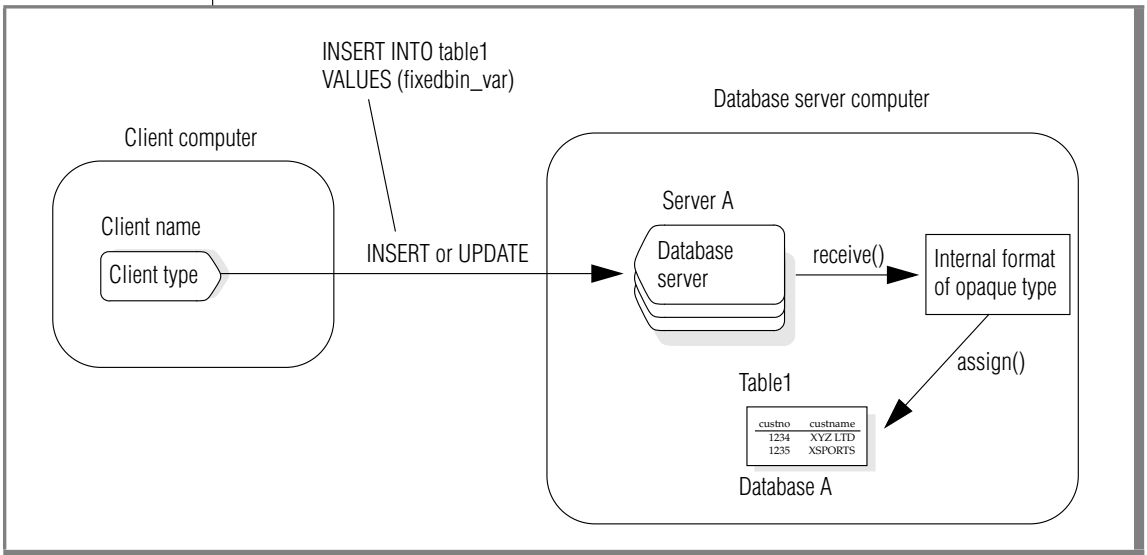 INSERT INTO table1
VALUES (fixedbin_var)
Database server computer
Client computer
Server A
Client name
INSERT or UPDATE
Client type
Database
server
receive()
Internal format
of opaque type
assign()
Table1
custno custname
1234 XYZ LTD
1235 XSPORTS
Database A